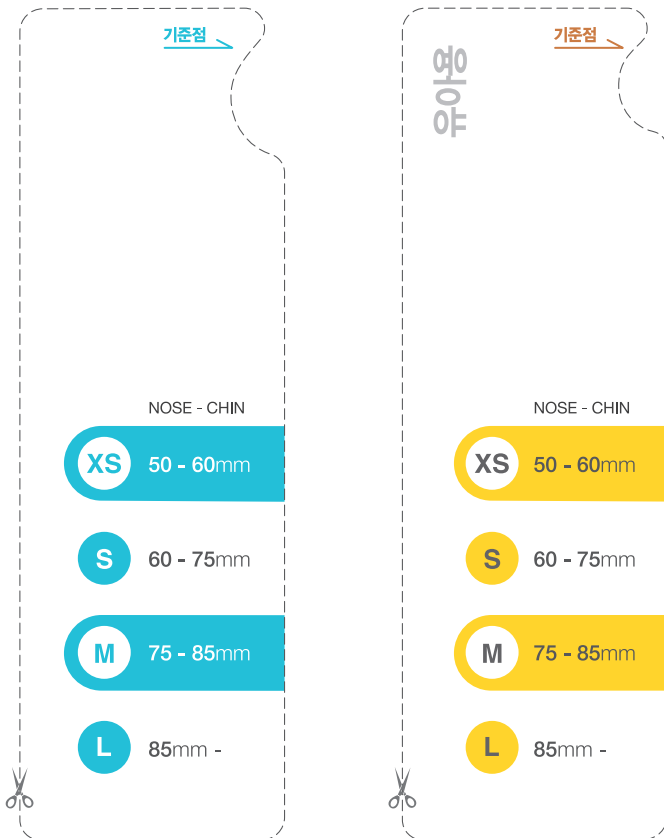 기준점
NOSE - CHIN
XS 50 - 60mm
S 60 - 75mm
M 75 - 85mm
L 85mm -
기준점
유아용
NOSE - CHIN
XS 50 - 60mm
S 60 - 75mm
M 75 - 85mm
L 85mm -